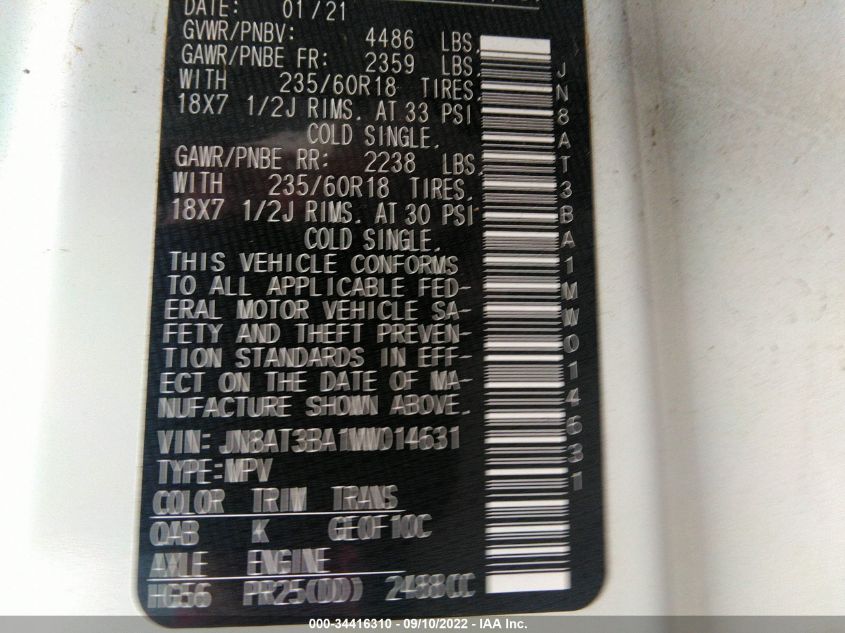 DATE: 01/21
GVWR/PNBV: 4486 LBS.
GAWR/PNBE FR: 2359 LBS.
WITH 235/60R18 TIRES.
18X7 1/2J RIMS. AT 33 PSI
COLD SINGLE.
GAWR/PNBE RR: 2238 LBS.
WITH 235/60R18 TIRES.
18X7 1/2J RIMS. AT 30 PSI
COLD SINGLE.
THIS VEHICLE CONFORMS
TO ALL APPLICABLE FED-
ERAL MOTOR VEHICLE SA-
FETY AND THEFT PREVEN-
TION STANDARDS IN EFF-
ECT ON THE DATE OF MA-
NUFACTURE SHOWN ABOVE.
VIN: JN8AT3BA1MW014631
TYPE:MPV
COLOR TRIM TRANS
QAB K GE0F10C
AXLE ENGINE
HG56 PR25(DD) 2488CC
JN8AT3BA1MW014631
000-34416310 - 09/10/2022 - IAA Inc.